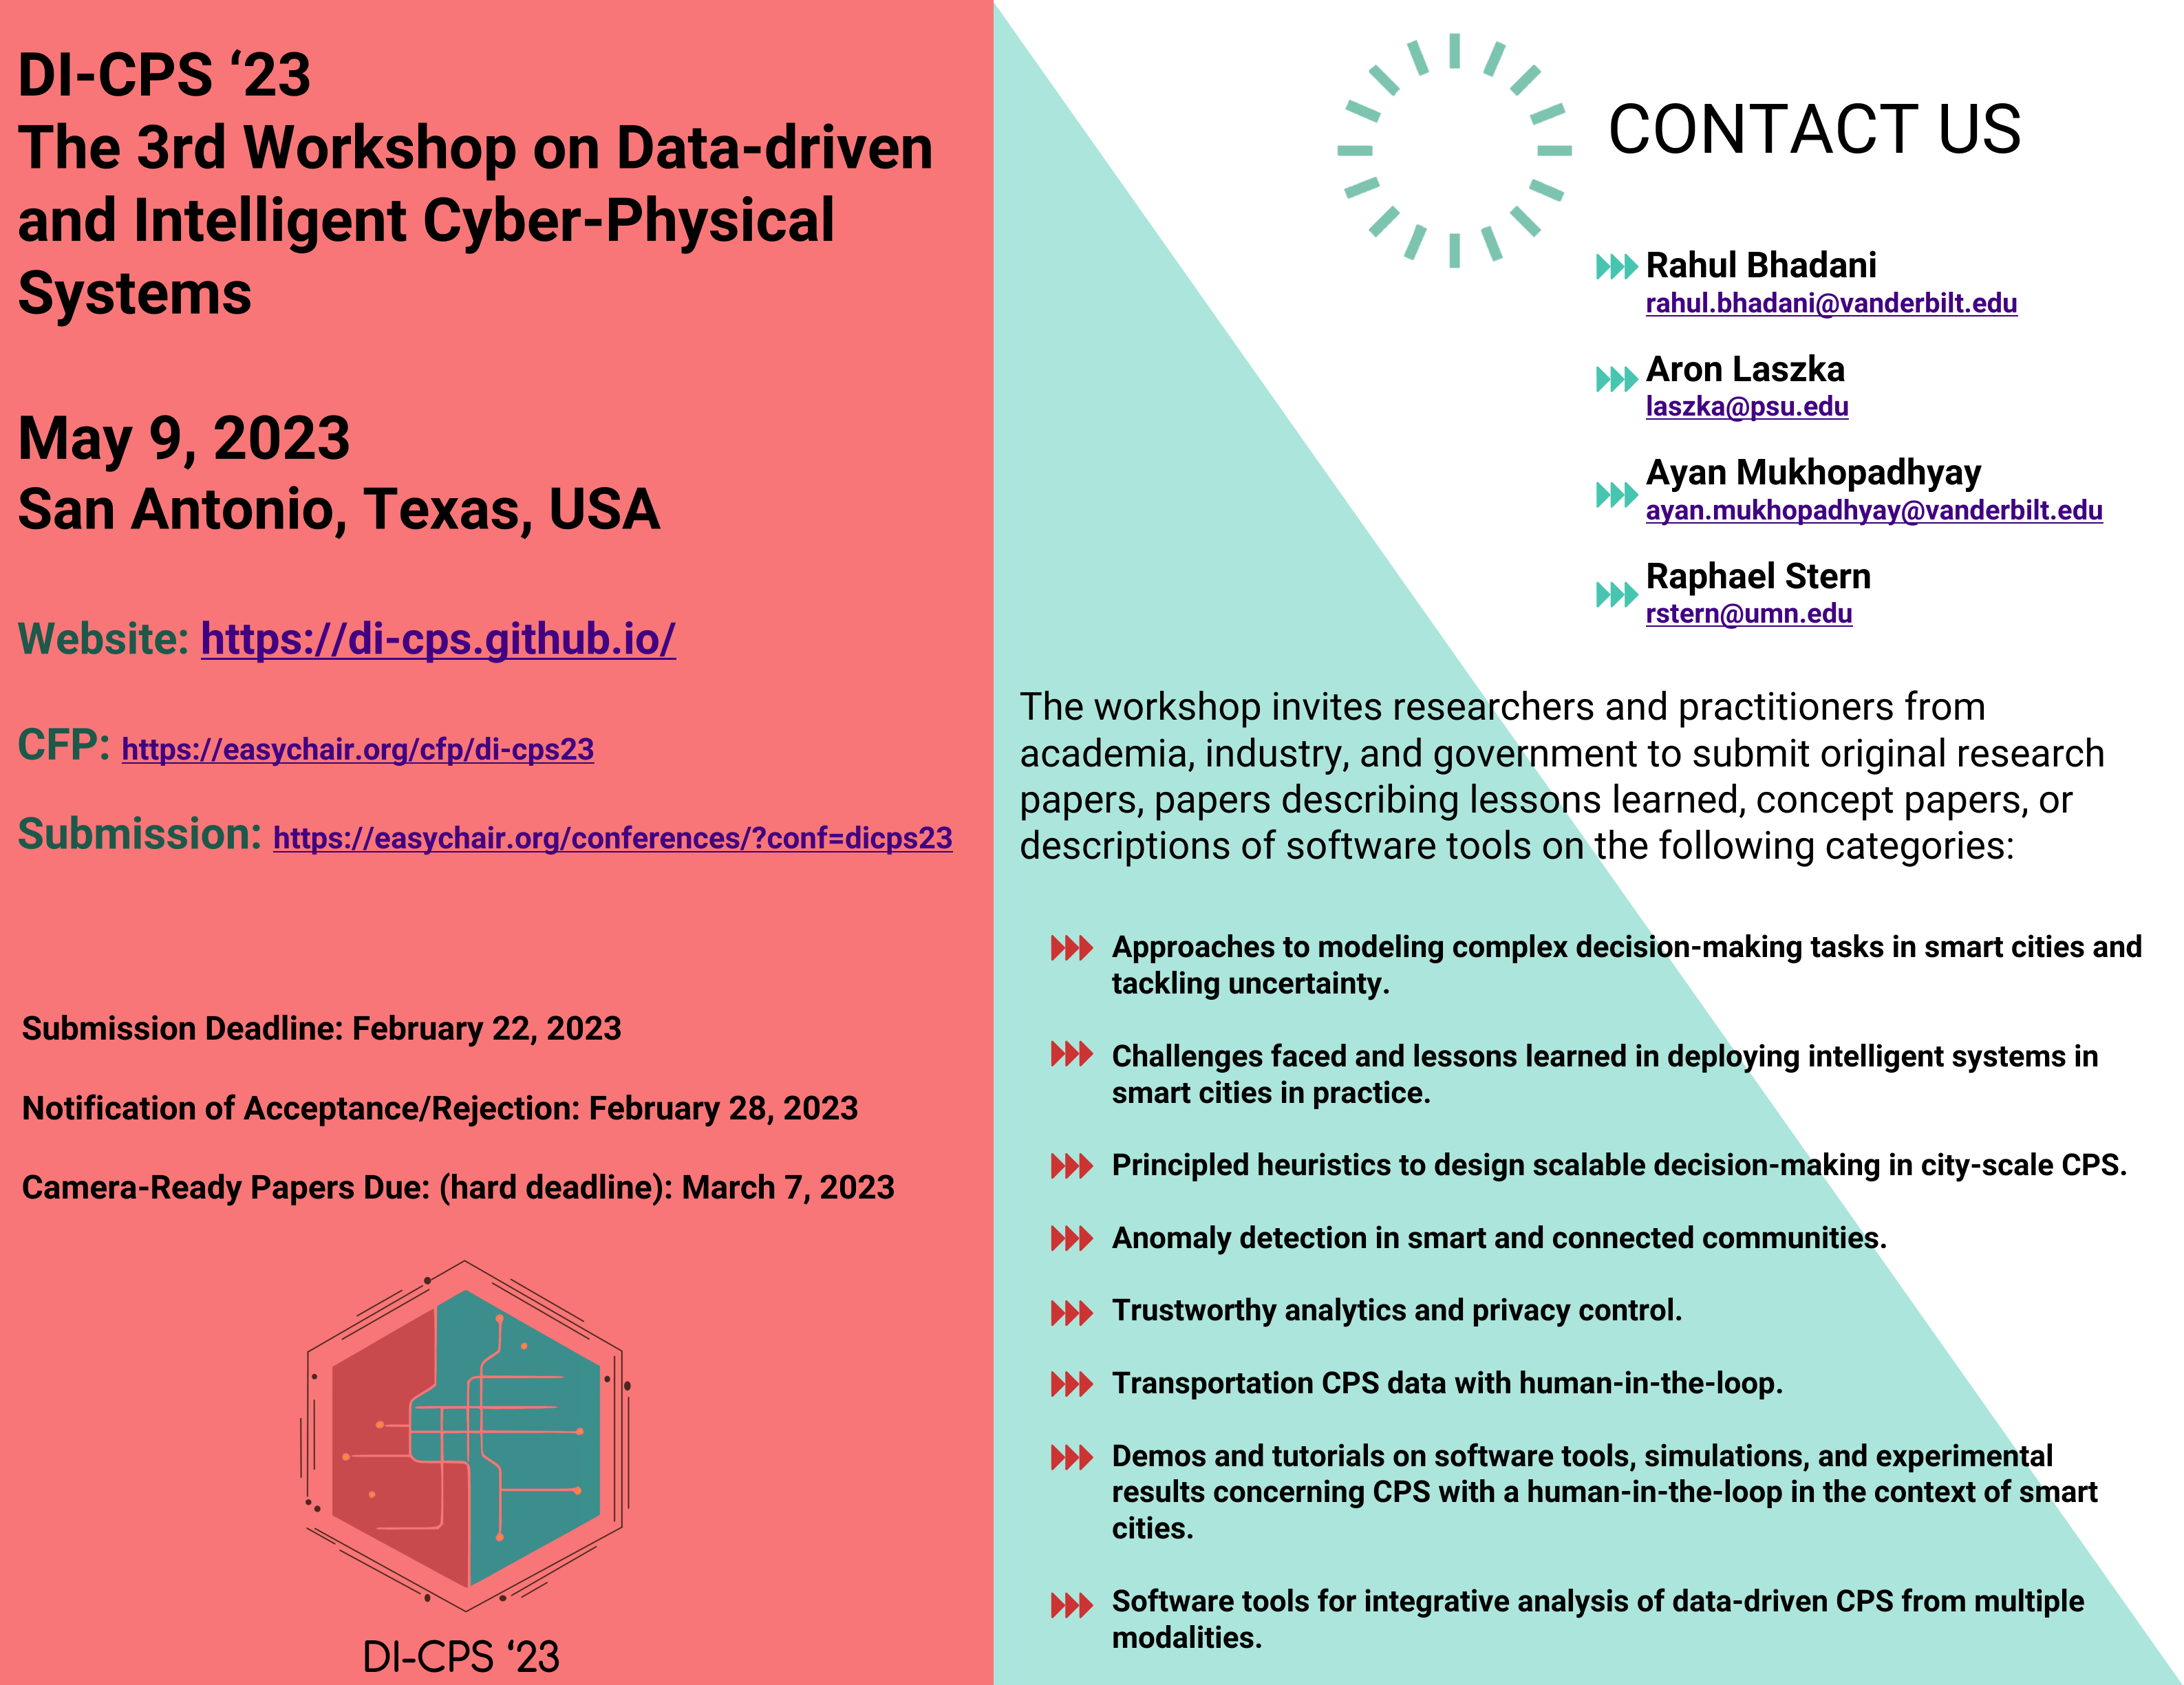 DI-CPS ‘23
The 3rd Workshop on Data-driven
and Intelligent Cyber-Physical
Systems
May 9, 2023
San Antonio, Texas, USA
Website: https://di-cps.github.io/
CFP: https://easychair.org/cfp/di-cps23
Submission: https://easychair.org/conferences/?conf=dicps23
Submission Deadline: February 22, 2023
Notification of Acceptance/Rejection: February 28, 2023
Camera-Ready Papers Due: (hard deadline): March 7, 2023
DI-CPS ‘23
CONTACT US
Rahul Bhadani
rahul.bhadani@vanderbilt.edu
Aron Laszka
laszka@psu.edu
Ayan Mukhopadhyay
ayan.mukhopadhyay@vanderbilt.edu
Raphael Stern
rstern@umn.edu
The workshop invites researchers and practitioners from
academia, industry, and government to submit original research
papers, papers describing lessons learned, concept papers, or
descriptions of software tools on the following categories:
Approaches to modeling complex decision-making tasks in smart cities and
tackling uncertainty.
Challenges faced and lessons learned in deploying intelligent systems in
smart cities in practice.
Principled heuristics to design scalable decision-making in city-scale CPS.
Anomaly detection in smart and connected communities.
Trustworthy analytics and privacy control.
Transportation CPS data with human-in-the-loop.
Demos and tutorials on software tools, simulations, and experimental
results concerning CPS with a human-in-the-loop in the context of smart
cities.
Software tools for integrative analysis of data-driven CPS from multiple
modalities.